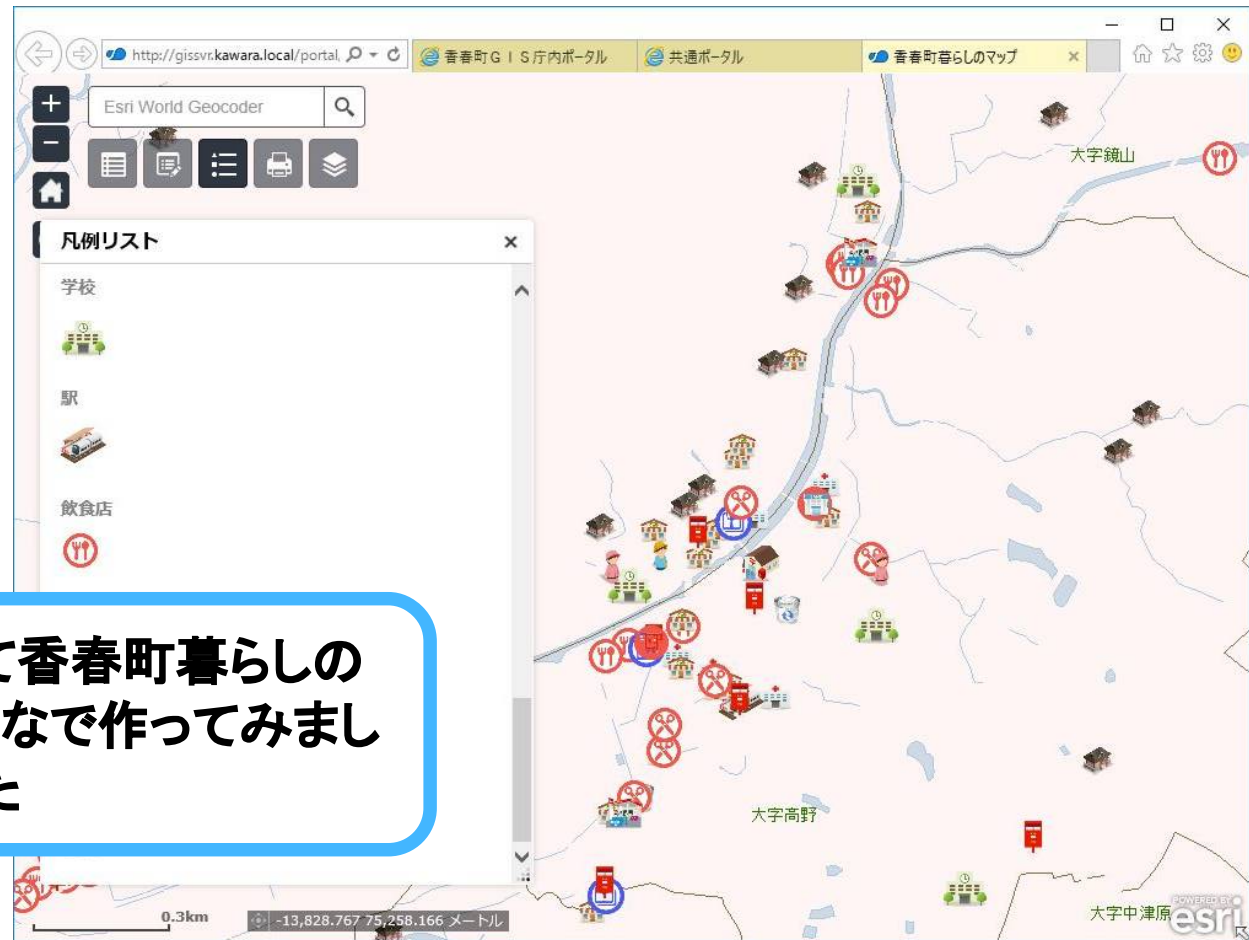 http://gissvr.kawara.local/portal,
香春町GIS庁内ポータル
共通ポータル
香春町暮らしのマップ
Esri World Geocoder
凡例リスト
学校
駅
飲食店
て香春町暮らしの
なで作ってみまし
た
大字鏡山
大字高野
大字中津原
0.3km
-13,828.767 75,258.166 メートル
POWERED BY
esri